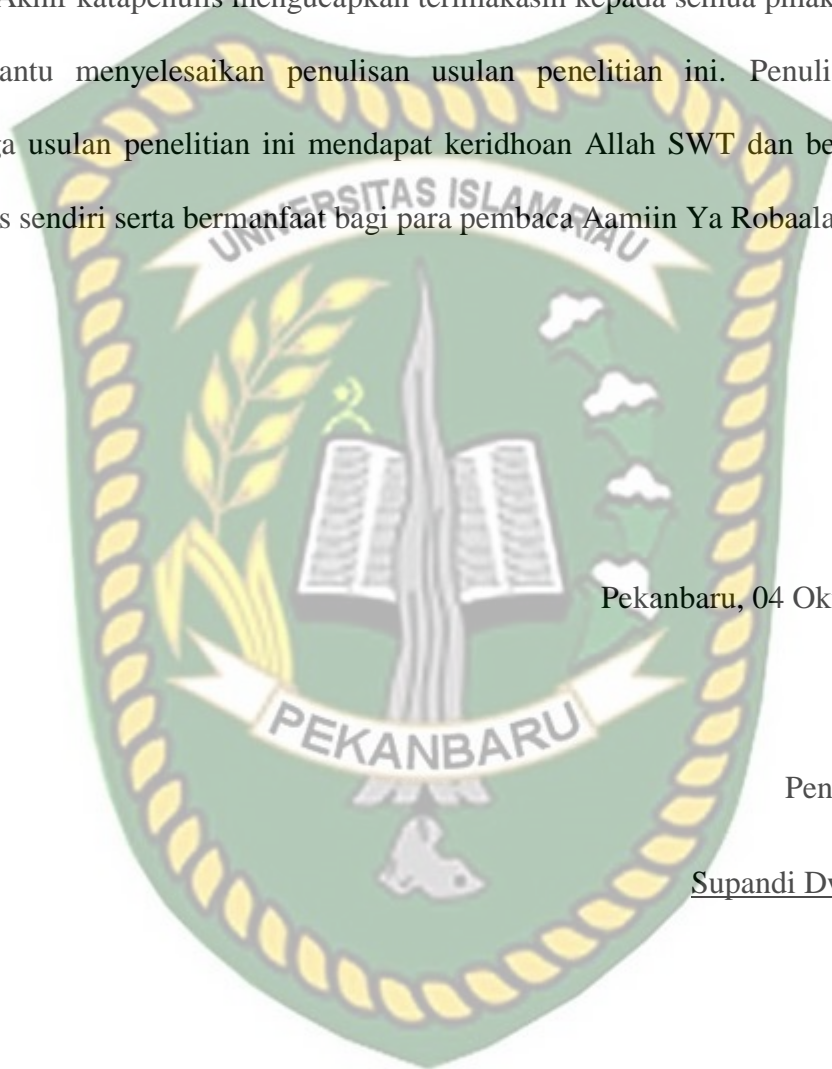 Akhir katapenulis mengucapkan terimakasih kepada semua pihak
antu menyelesaikan penulisan usulan penelitian ini. Penuli
ga usulan penelitian ini mendapat keridhoan Allah SWT dan be
s sendiri serta bermanfaat bagi para pembaca Aamiin Ya Robaala
UNIVERSITAS ISLAM RIAU
Pekanbaru, 04 Ok
PEKANBARU
Pen
Supandi Dw